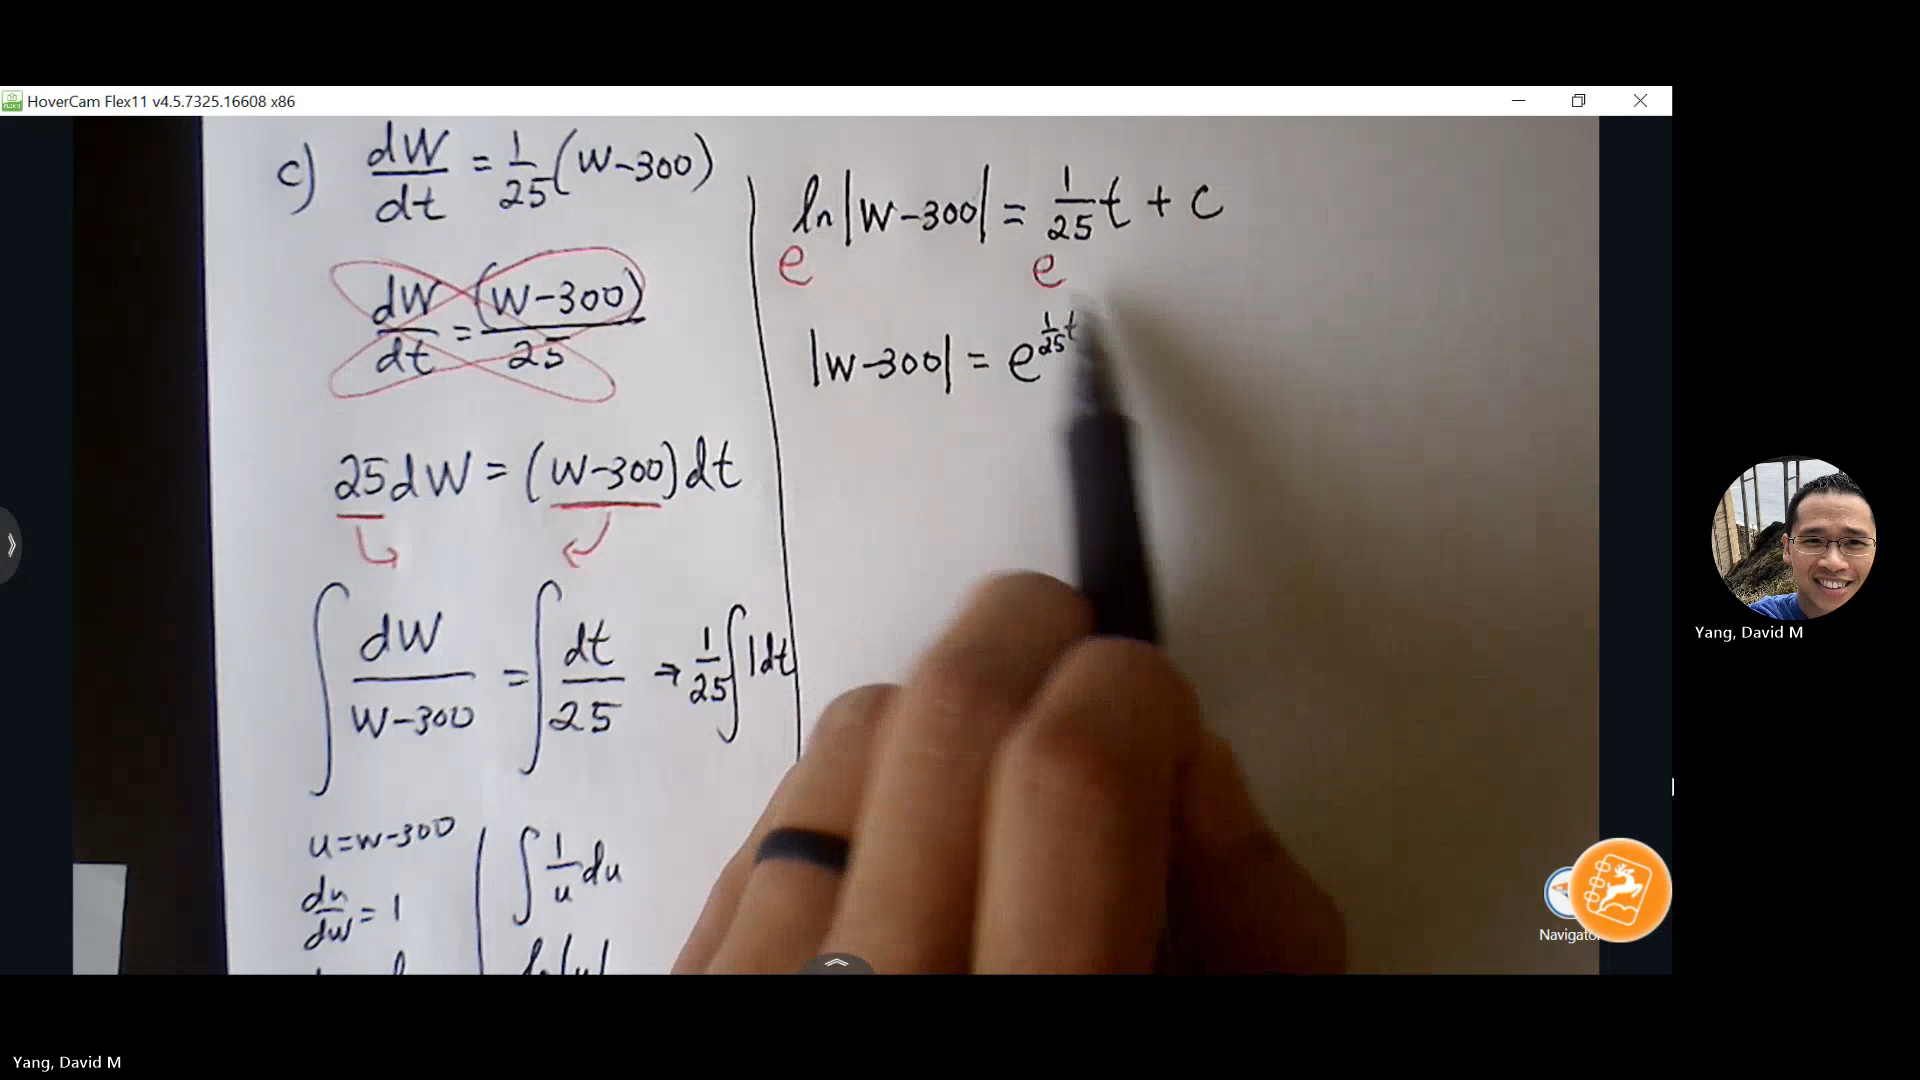 HoverCam Flex11 v4.5.7325.16608 x86
c) dW/dt = 1/25 (W-300)
dW/dt = (W-300)/25
25dW = (W-300)dt
∫ dW/(W-300) = ∫ dt/25 → 1/25 ∫ 1dt
u=w-300
du/dw = 1
∫ 1/u du
ln|u|
ln|W-300| = 1/25 t + C
e e
|W-300| = e^(1/25 t
Yang, David M
Navigator
Yang, David M